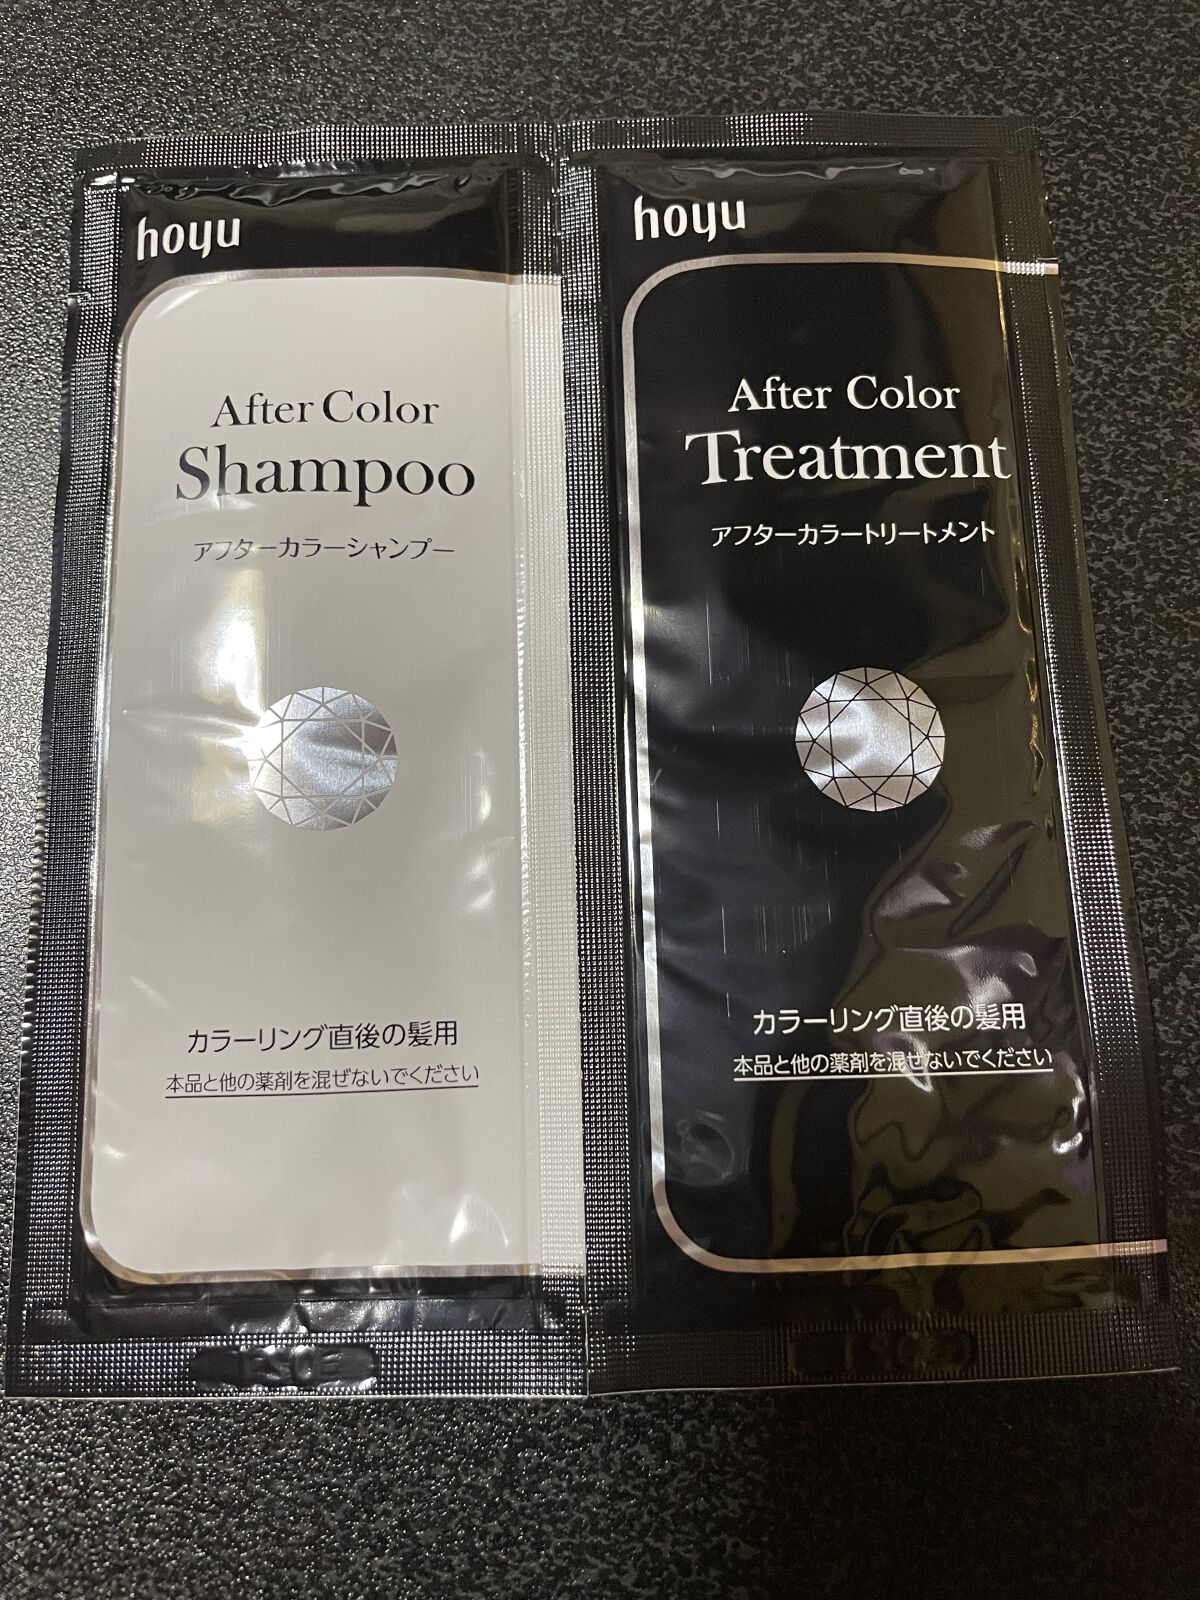 hoyu
After Color
Shampoo
アフターカラーシャンプー
カラーリング直後の髪用
本品と他の薬剤を混ぜないでください
hoyu
After Color
Treatment
アフターカラートリートメント
カラーリング直後の髪用
本品と他の薬剤を混ぜないでください